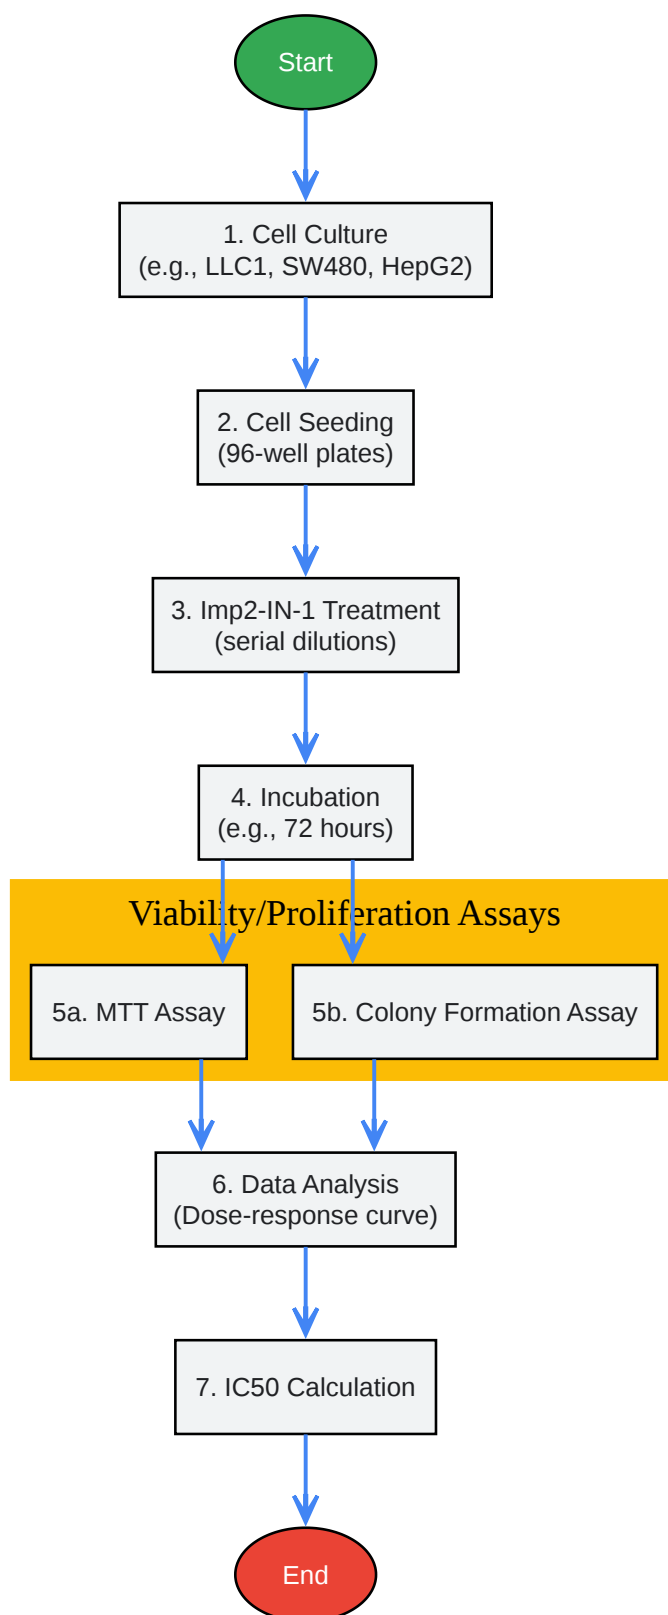 Start
1. Cell Culture
(e.g., LLC1, SW480, HepG2)
2. Cell Seeding
(96-well plates)
3. Imp2-IN-1 Treatment
(serial dilutions)
4. Incubation
(e.g., 72 hours)
Viability/Proliferation Assays
5a. MTT Assay
5b. Colony Formation Assay
6. Data Analysis
(Dose-response curve)
7. IC50 Calculation
End